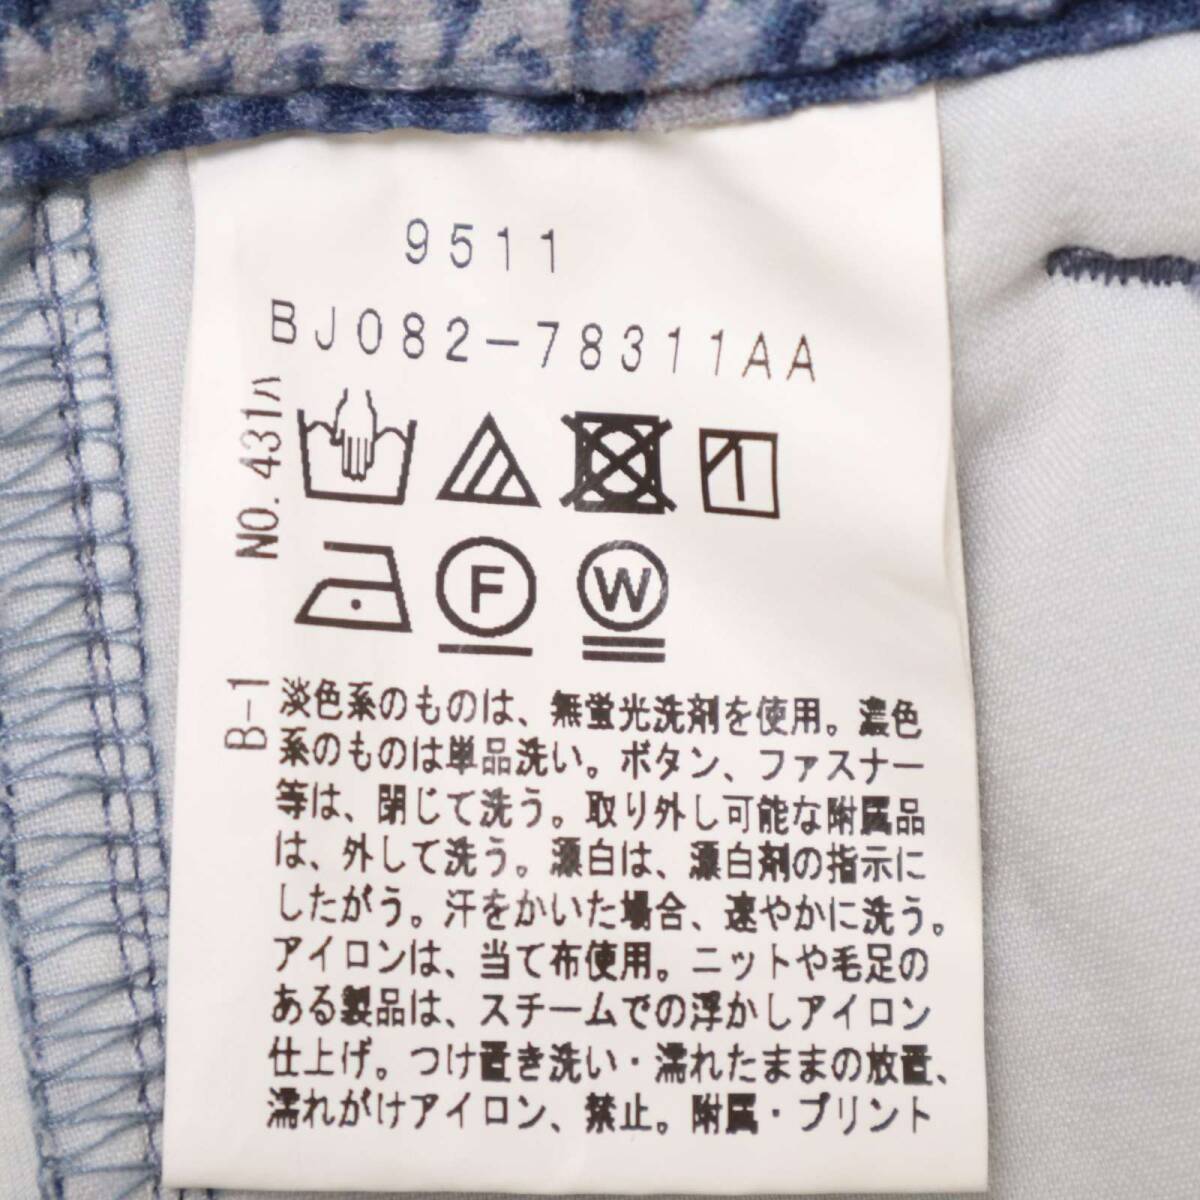 9511
BJ082-78311AA
NO.431ハ
F
W
B-1
淡色系のものは、無蛍光洗剤を使用。濃色
系のものは単品洗い。ボタン、ファスナー
等は、閉じて洗う。取り外し可能な附属品
は、外して洗う。漂白は、漂白剤の指示に
したがう。汗をかいた場合、速やかに洗う。
アイロンは、当て布使用。ニットや毛足の
ある製品は、スチームでの浮かしアイロン
仕上げ。つけ置き洗い・濡れたままの放置、
濡れがけアイロン、禁止。附属・プリント